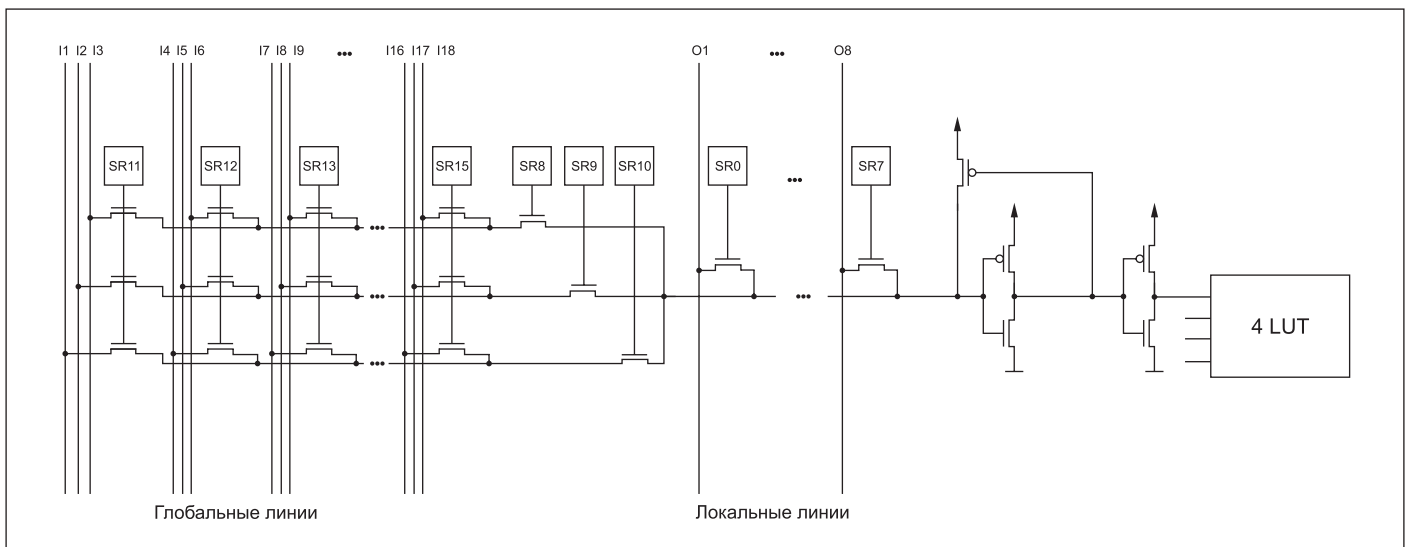 I1 I2 I3 I4 I5 I6 I7 I8 I9 ••• I16 I17 I18 O1 ••• O8
SR11 SR12 SR13 SR15 SR8 SR9 SR10 SR0 ••• SR7
•••
•••
•••
•••
4 LUT
Глобальные линии
Локальные линии